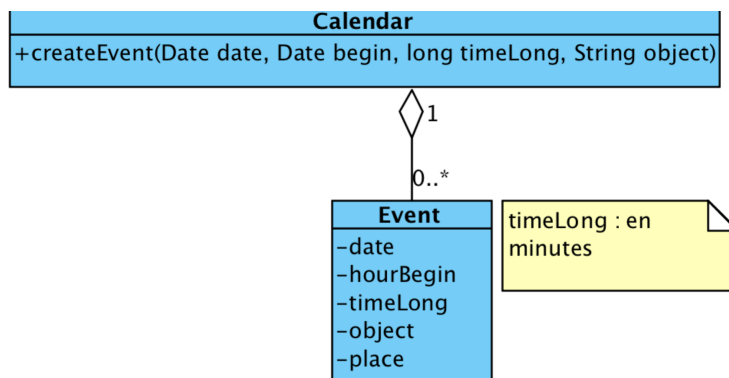 Calendar
+createEvent(Date date, Date begin, long timeLong, String object)
1
0..*
Event
-date
-hourBegin
-timeLong
-object
-place
timeLong : en
minutes